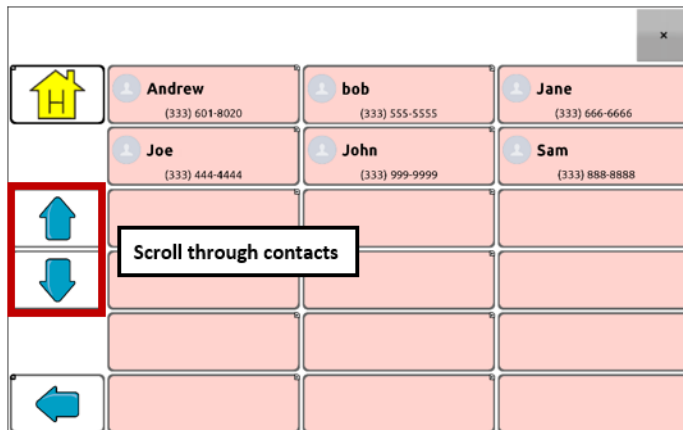 ×
H
Andrew
(333) 601-8020
bob
(333) 555-5555
Jane
(333) 666-6666
Joe
(333) 444-4444
John
(333) 999-9999
Sam
(333) 888-8888
Scroll through contacts